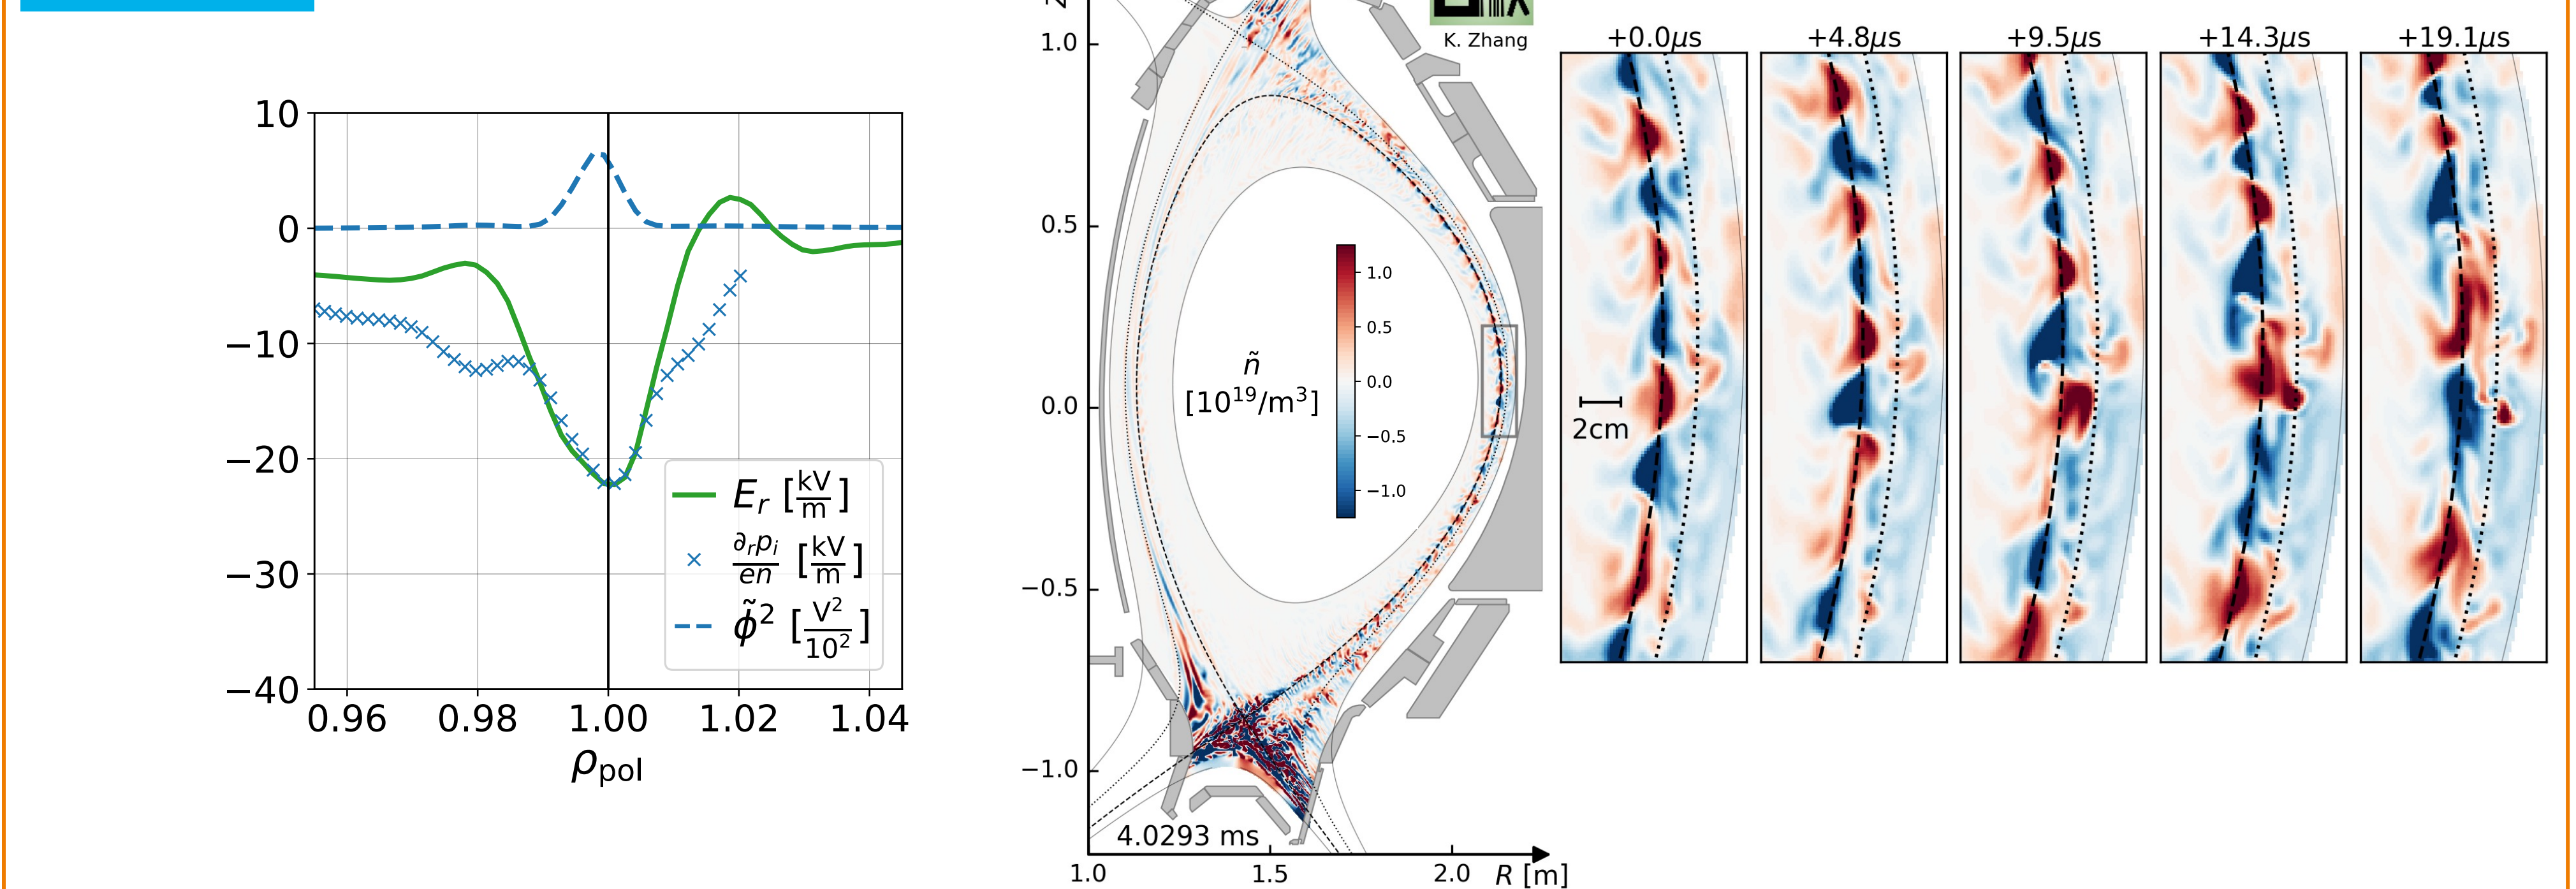 10
0
−10
−20
−30
−40
0.96 0.98 1.00 1.02 1.04
ρpol
Er [kV/m]
∂rpi/en [kV/m]
ϕ̃² [V²/10²]
1.0
0.5
0.0
−0.5
−1.0
1.0 1.5 2.0 R [m]
K. Zhang
ñ
[10¹⁹/m³]
1.0
0.5
0.0
−0.5
−1.0
4.0293 ms
+0.0μs +4.8μs +9.5μs +14.3μs +19.1μs
2cm